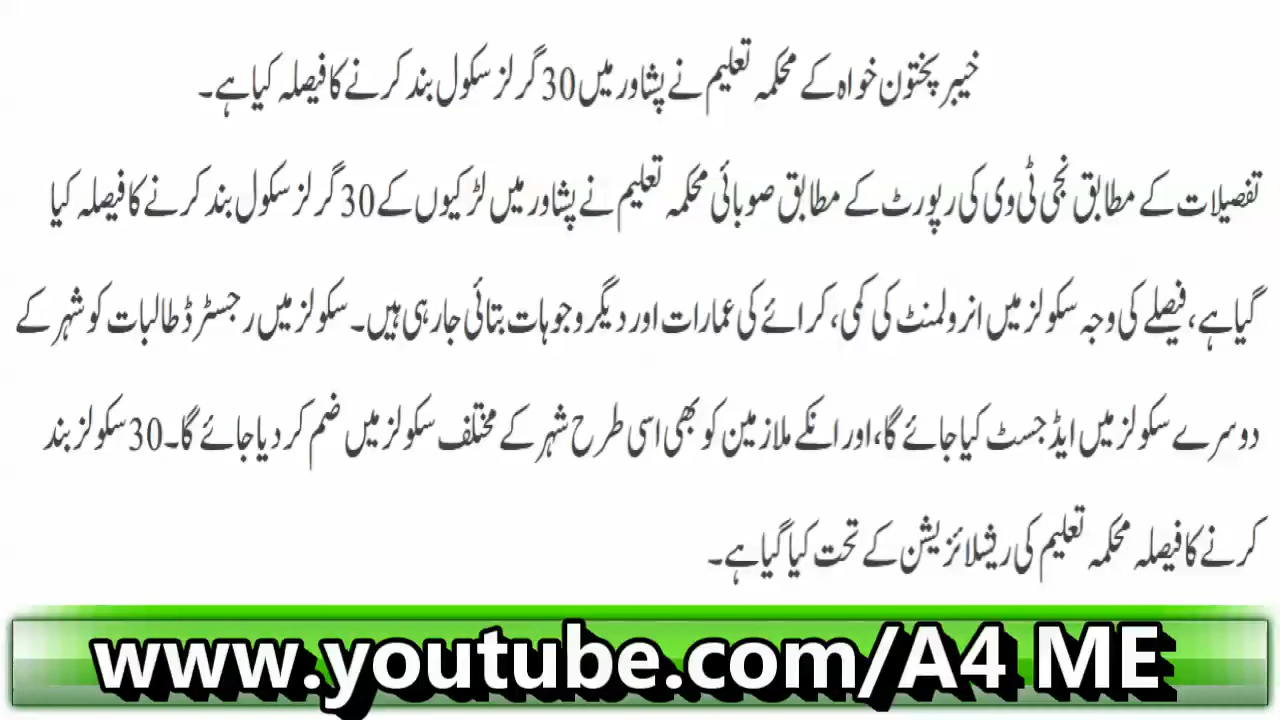 خیبر پختون خواہ کے محکمہ تعلیم نے پشاور میں 30 گرلز سکول بند کرنے کا فیصلہ کیا ہے۔
تفصیلات کے مطابق نجی ٹی وی کی رپورٹ کے مطابق صوبائی محکمہ تعلیم نے پشاور میں لڑکیوں کے 30 گرلز سکول بند کرنے کا فیصلہ کیا
گیا ہے، فیصلے کی وجہ سکولز میں انرولمنٹ کی کمی، کرائے کی عمارات اور دیگر وجوہات بتائی جارہی ہیں۔ سکولز میں رجسٹرڈ طالبات کو شہر کے
دوسرے سکولز میں ایڈجسٹ کیا جائے گا، اور انکے ملازمین کو بھی اسی طرح شہر کے مختلف سکولز میں ضم کر دیا جائے گا۔ 30 سکولز بند
کرنے کا فیصلہ محکمہ تعلیم کی ریشلائزیشن کے تحت کیا گیا ہے۔
www.youtube.com/A4 ME